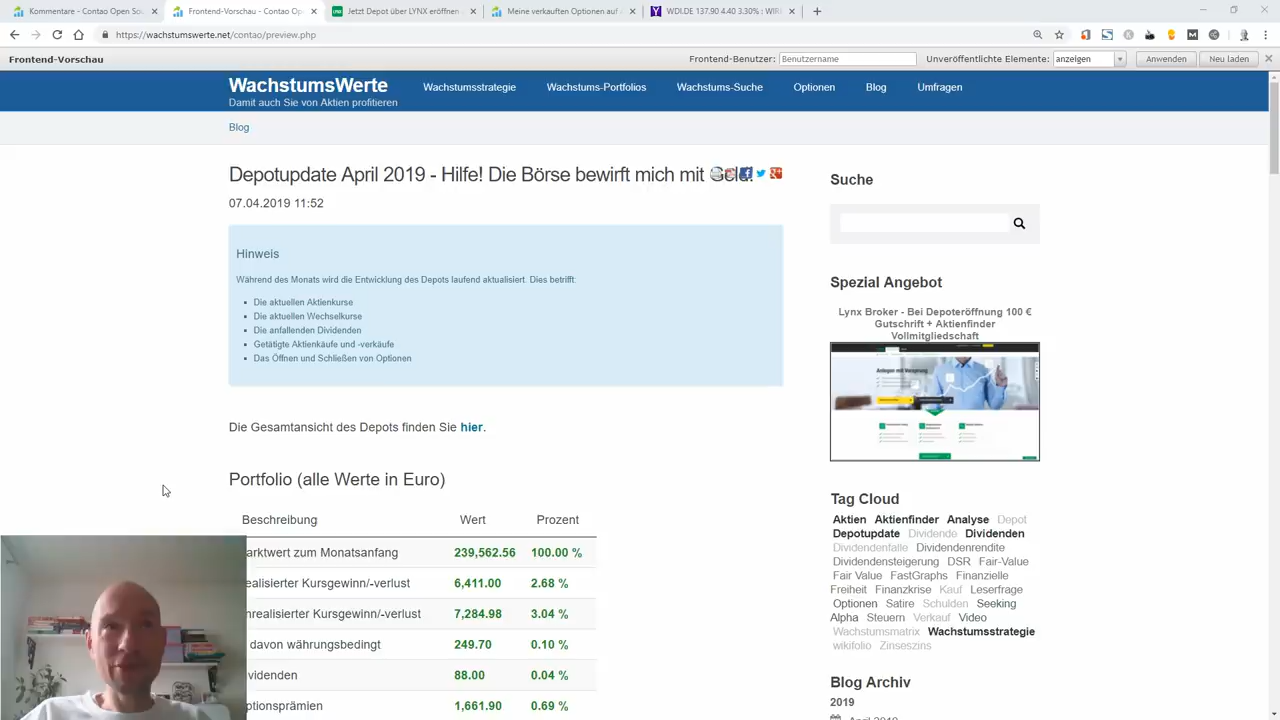 Kommentare - Contao Open Sou
Frontend-Vorschau - Contao Op
Jetzt Depot über LYNX eröffnen
Meine verkauften Optionen auf
WDI.DE 137.90 4.40 3.30% : WIR
https://wachstumswerte.net/contao/preview.php
Frontend-Vorschau
Frontend-Benutzer:
Benutzername
Unveröffentlichte Elemente:
anzeigen
Anwenden
Neu laden
WachstumsWerte
Damit auch Sie von Aktien profitieren
Wachstumsstrategie
Wachstums-Portfolios
Wachstums-Suche
Optionen
Blog
Umfragen
Blog
Depotupdate April 2019 - Hilfe! Die Börse bewirft mich mit Geld!
07.04.2019 11:52
Hinweis
Während des Monats wird die Entwicklung des Depots laufend aktualisiert. Dies betrifft:
Die aktuellen Aktienkurse
Die aktuellen Wechselkurse
Die anfallenden Dividenden
Getätigte Aktienkäufe und -verkäufe
Das Öffnen und Schließen von Optionen
Die Gesamtansicht des Depots finden Sie hier.
Portfolio (alle Werte in Euro)
Beschreibung Wert Prozent
arktwert zum Monatsanfang 239,562.56 100.00 %
ealisierter Kursgewinn/-verlust 6,411.00 2.68 %
nrealisierter Kursgewinn/-verlust 7,284.98 3.04 %
davon währungsbedingt 249.70 0.10 %
videnden 88.00 0.04 %
ptionsprämien 1,661.90 0.69 %
Suche
Spezial Angebot
Lynx Broker - Bei Depoteröffnung 100 €
Gutschrift + Aktienfinder
Vollmitgliedschaft
Anlegen mit Vorsprung
Tag Cloud
Aktien Aktienfinder Analyse Depot
Depotupdate Dividende Dividenden
Dividendenfalle Dividendenrendite
Dividendensteigerung DSR Fair-Value
Fair Value FastGraphs Finanzielle
Freiheit Finanzkrise Kauf Leserfrage
Optionen Satire Schulden Seeking
Alpha Steuern Verkauf Video
Wachstumsmatrix Wachstumsstrategie
wikifolio Zinseszins
Blog Archiv
2019
April 2019